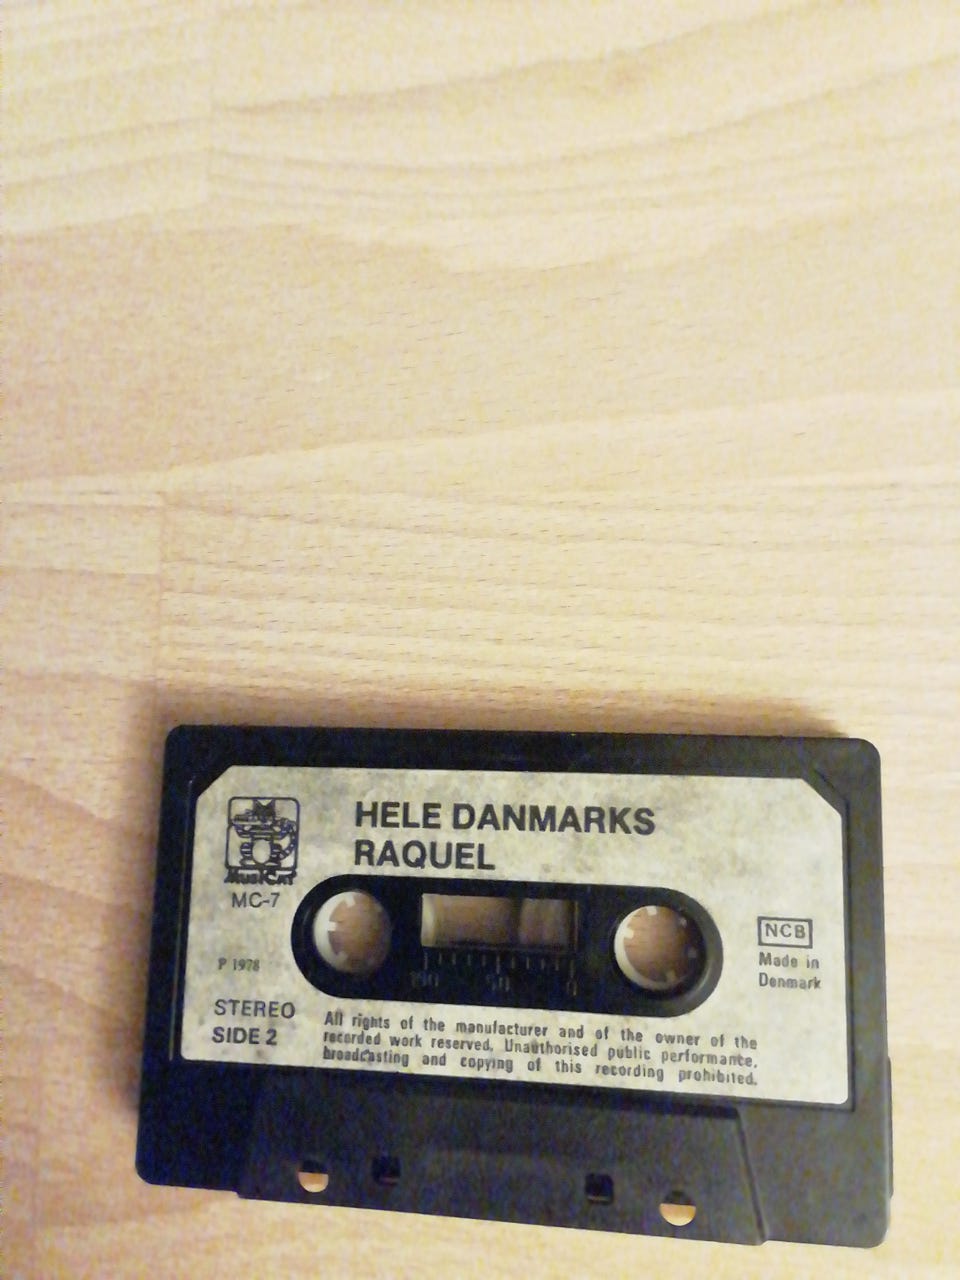 HELE DANMARKS
RAQUEL
MusiCAT
MC-7
NCB
Made in
Denmark
P 1978
STEREO
SIDE 2
100 50 0
All rights of the manufacturer and of the owner of the
recorded work reserved. Unauthorised public performance,
broadcasting and copying of this recording prohibited.